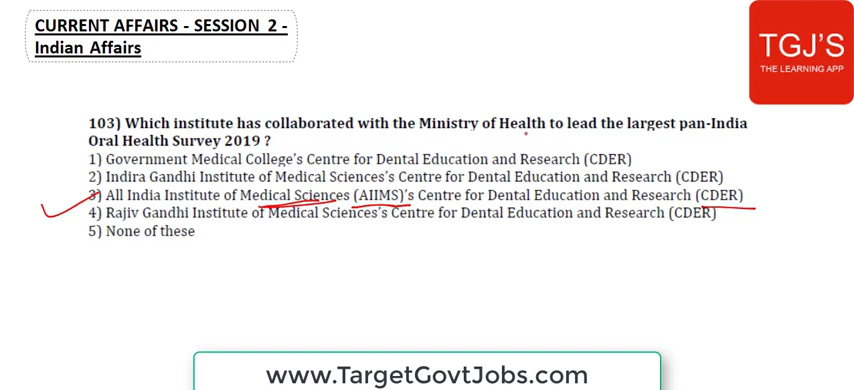 CURRENT AFFAIRS - SESSION 2 -
Indian Affairs
TGJ'S
THE LEARNING APP
103) Which institute has collaborated with the Ministry of Health to lead the largest pan-India
Oral Health Survey 2019 ?
1) Government Medical College's Centre for Dental Education and Research (CDER)
2) Indira Gandhi Institute of Medical Sciences's Centre for Dental Education and Research (CDER)
3) All India Institute of Medical Sciences (AIIMS)'s Centre for Dental Education and Research (CDER)
4) Rajiv Gandhi Institute of Medical Sciences's Centre for Dental Education and Research (CDER)
5) None of these
www.TargetGovtJobs.com